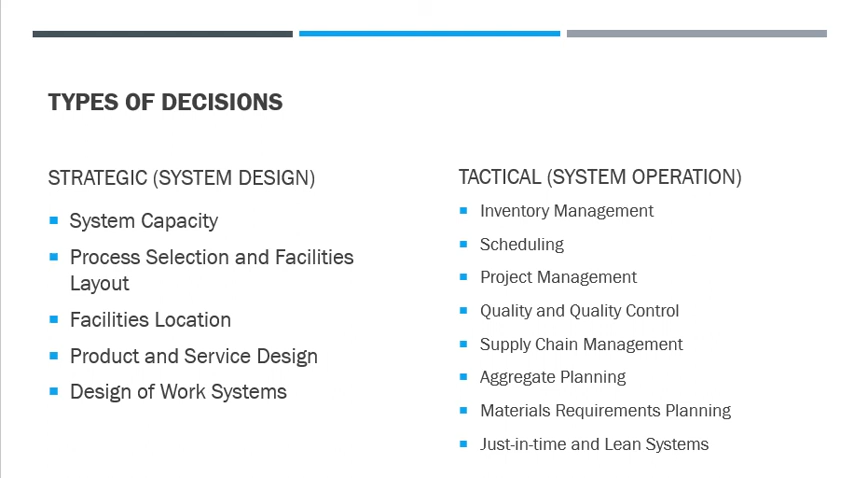 TYPES OF DECISIONS
STRATEGIC (SYSTEM DESIGN)
System Capacity
Process Selection and Facilities
Layout
Facilities Location
Product and Service Design
Design of Work Systems
TACTICAL (SYSTEM OPERATION)
Inventory Management
Scheduling
Project Management
Quality and Quality Control
Supply Chain Management
Aggregate Planning
Materials Requirements Planning
Just-in-time and Lean Systems